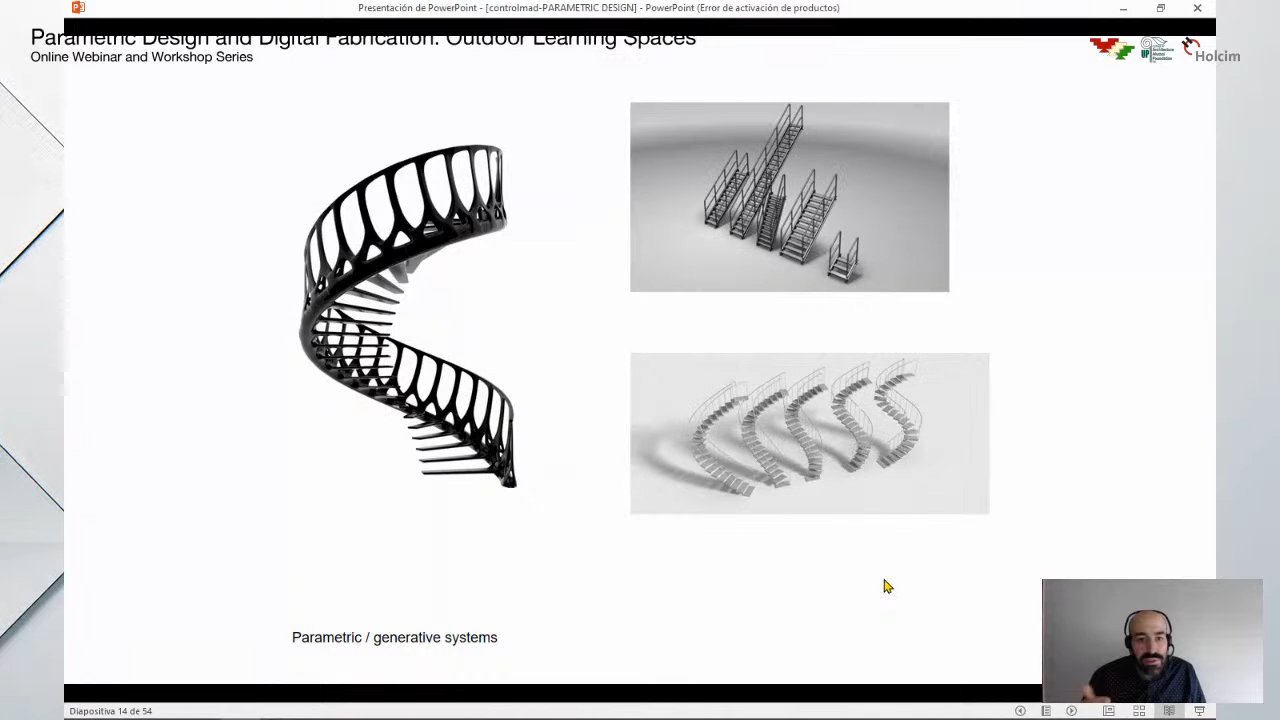 Presentación de PowerPoint - [controlmad-PARAMETRIC DESIGN] - PowerPoint (Error de activación de productos)
Parametric Design and Digital Fabrication: Outdoor Learning Spaces
Online Webinar and Workshop Series
UP
Holcim
Parametric / generative systems
Diapositiva 14 de 54